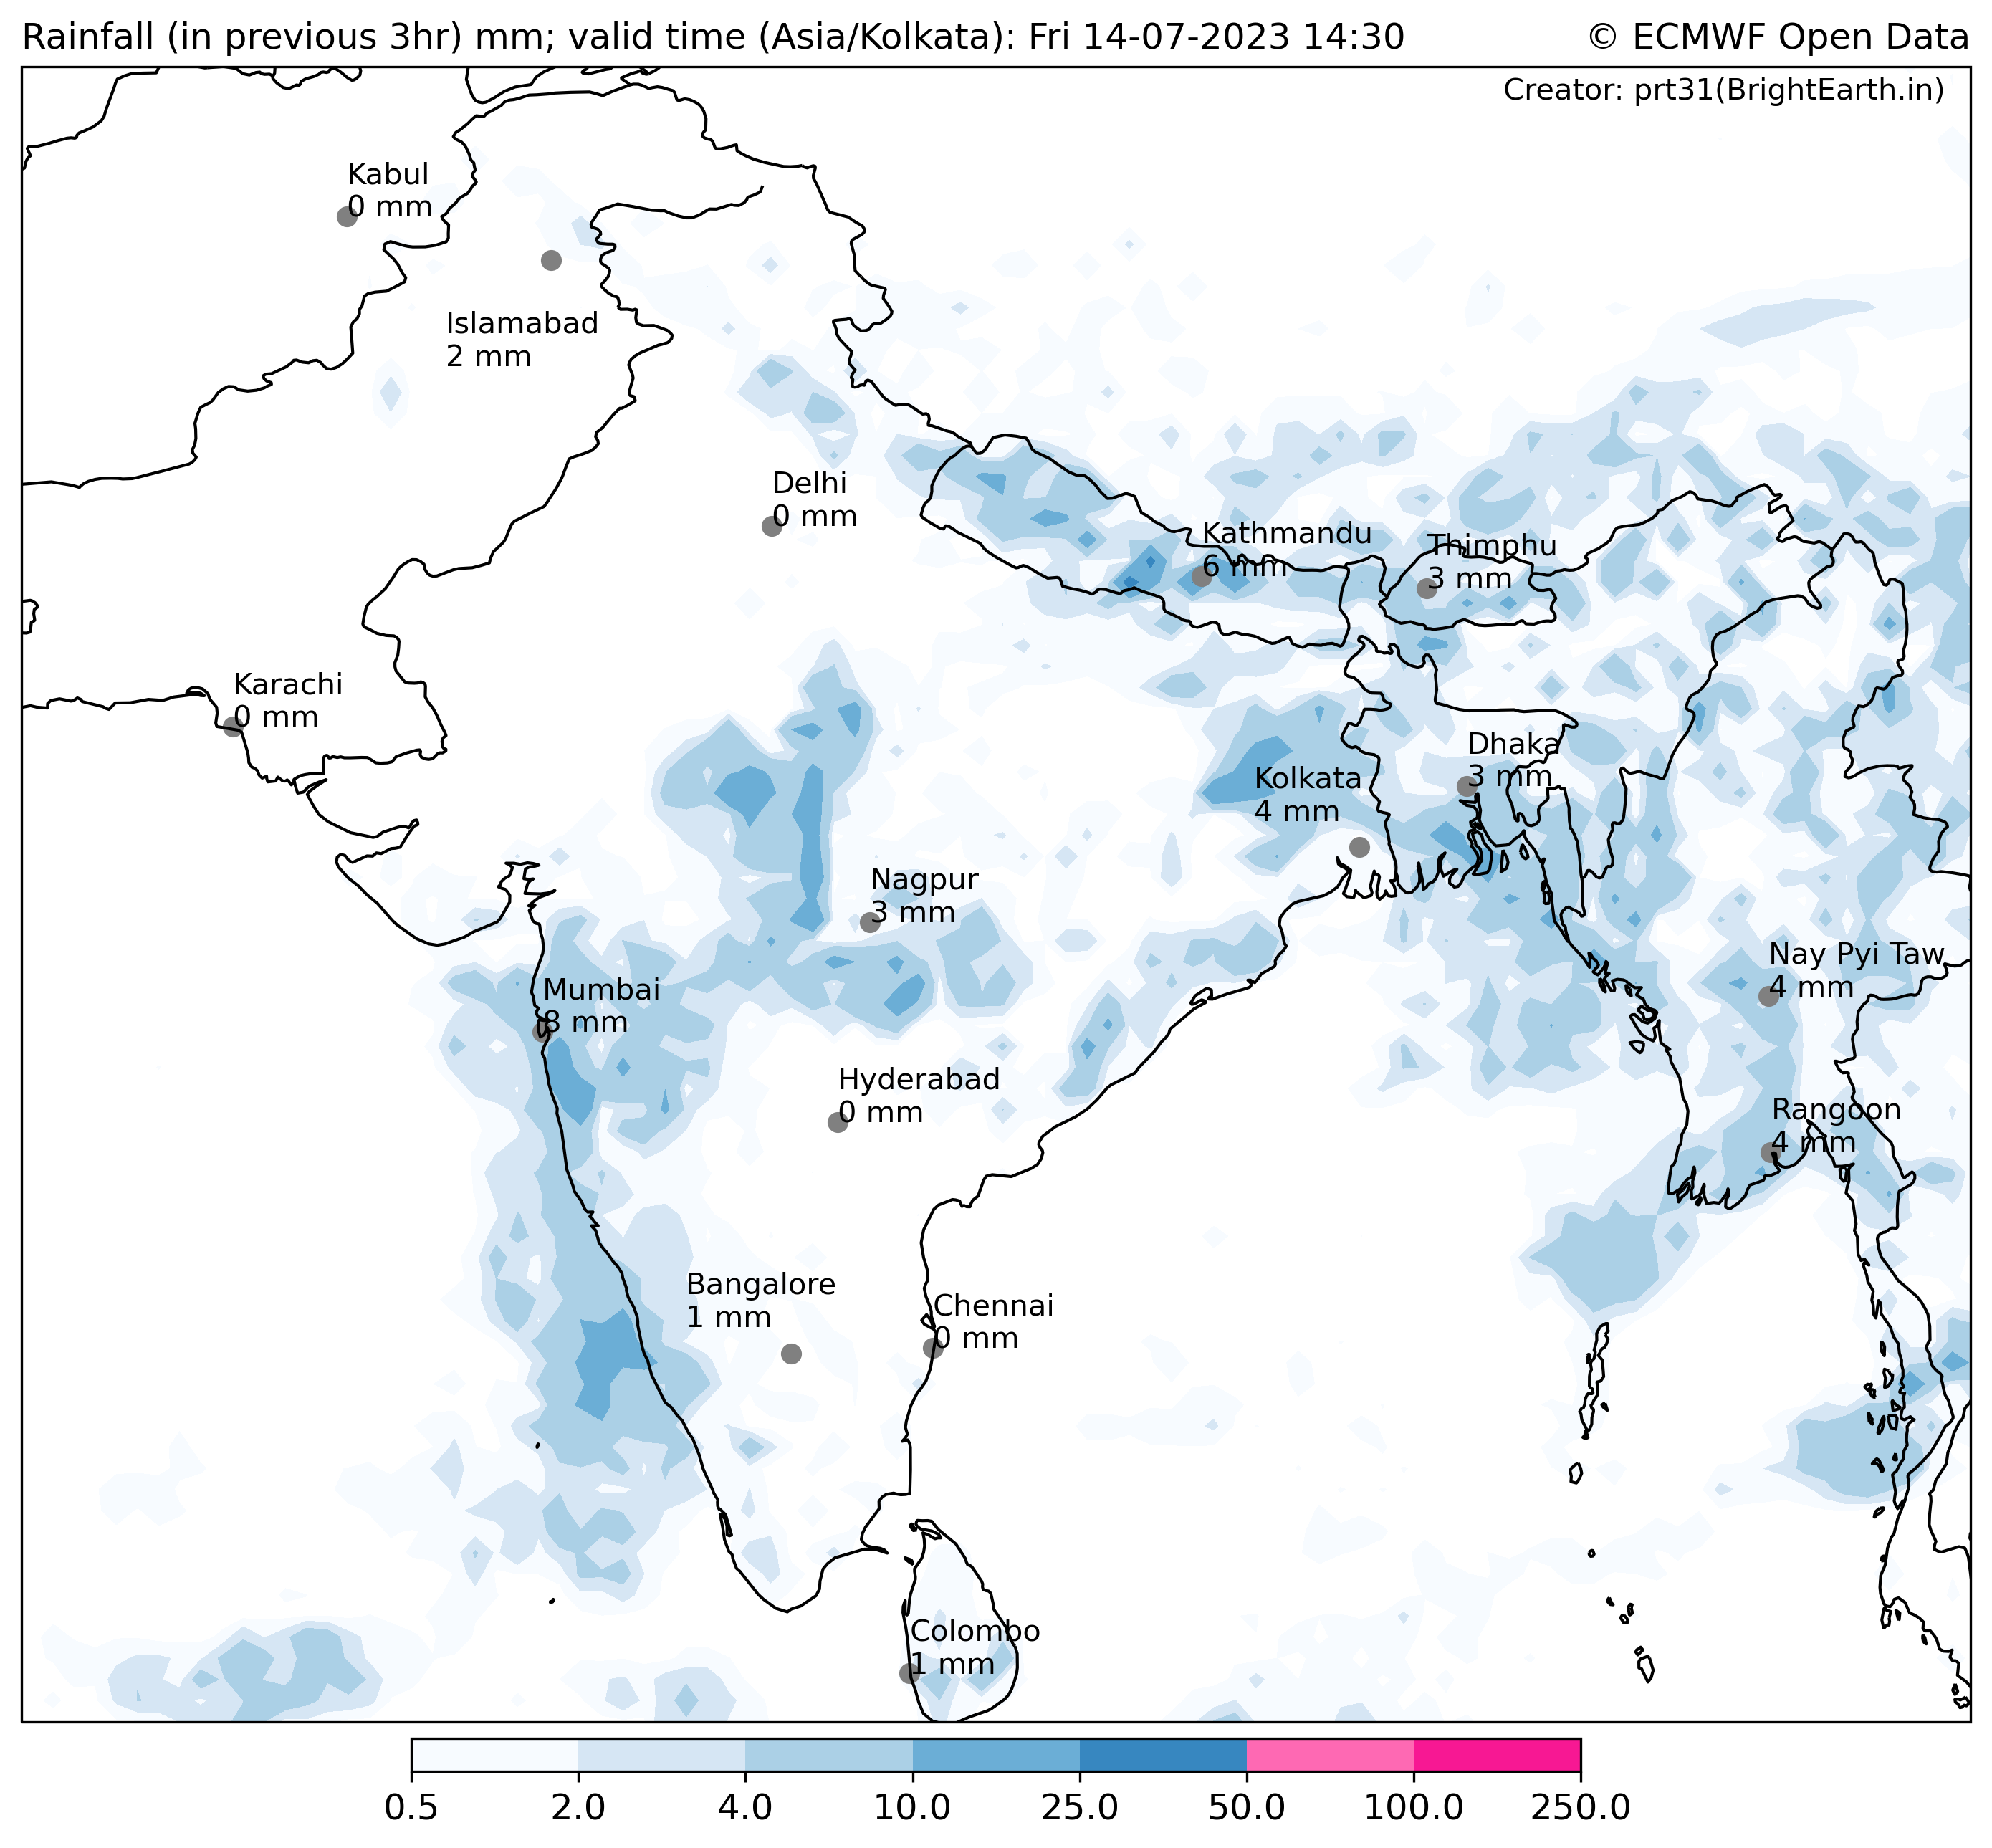 Rainfall (in previous 3hr) mm; valid time (Asia/Kolkata): Fri 14-07-2023 14:30
© ECMWF Open Data
Creator: prt31(BrightEarth.in)
Kabul
0 mm
Islamabad
2 mm
Delhi
0 mm
Kathmandu
6 mm
Thimphu
3 mm
Karachi
0 mm
Dhaka
3 mm
Kolkata
4 mm
Nagpur
3 mm
Nay Pyi Taw
4 mm
Mumbai
8 mm
Hyderabad
0 mm
Rangoon
4 mm
Bangalore
1 mm
Chennai
0 mm
Colombo
1 mm
0.5 2.0 4.0 10.0 25.0 50.0 100.0 250.0